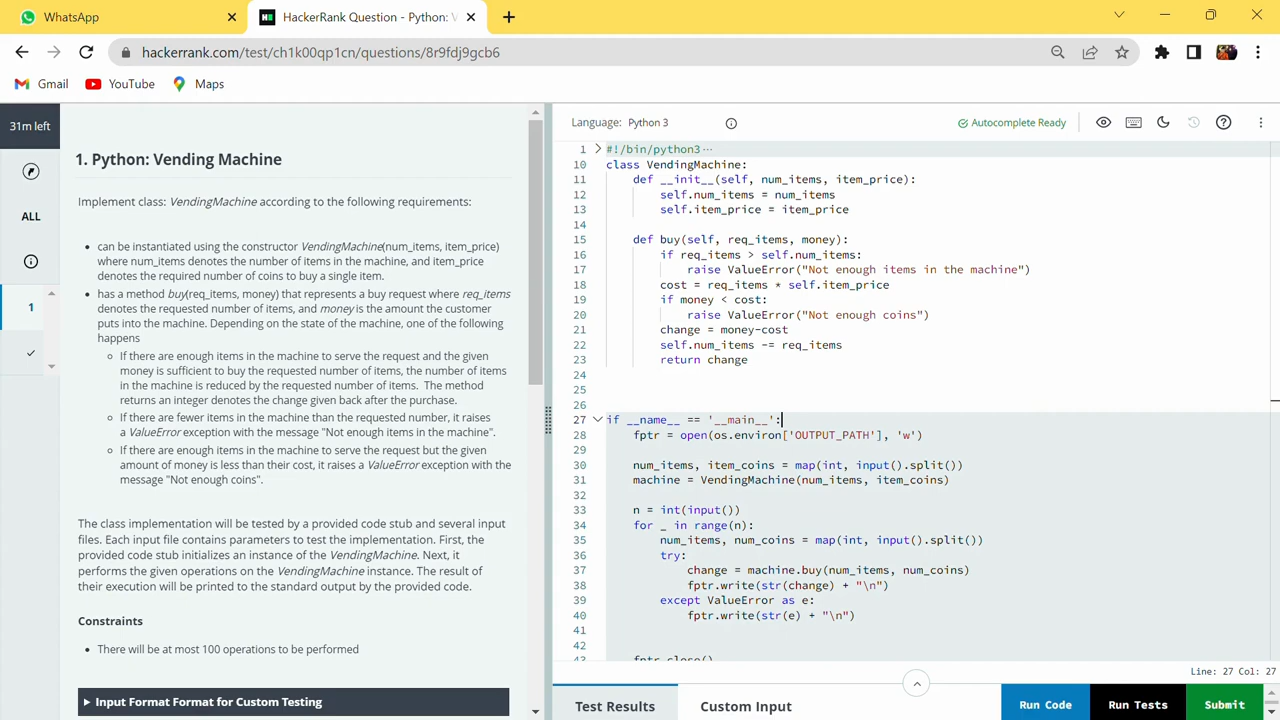 WhatsApp
HackerRank Question - Python: V
hackerrank.com/test/ch1k00qp1cn/questions/8r9fdj9gcb6
Gmail
YouTube
Maps
31m left
ALL
1
1. Python: Vending Machine
Implement class: VendingMachine according to the following requirements:
can be instantiated using the constructor VendingMachine(num_items, item_price)
where num_items denotes the number of items in the machine, and item_price
denotes the required number of coins to buy a single item.
has a method buy(req_items, money) that represents a buy request where req_items
denotes the requested number of items, and money is the amount the customer
puts into the machine. Depending on the state of the machine, one of the following
happens
If there are enough items in the machine to serve the request and the given
money is sufficient to buy the requested number of items, the number of items
in the machine is reduced by the requested number of items. The method
returns an integer denotes the change given back after the purchase.
If there are fewer items in the machine than the requested number, it raises
a ValueError exception with the message "Not enough items in the machine".
If there are enough items in the machine to serve the request but the given
amount of money is less than their cost, it raises a ValueError exception with the
message "Not enough coins".
The class implementation will be tested by a provided code stub and several input
files. Each input file contains parameters to test the implementation. First, the
provided code stub initializes an instance of the VendingMachine. Next, it
performs the given operations on the VendingMachine instance. The result of
their execution will be printed to the standard output by the provided code.
Constraints
There will be at most 100 operations to be performed
Input Format Format for Custom Testing
Language: Python 3
Autocomplete Ready
1 #!/bin/python3 ···
10 class VendingMachine:
11 def __init__(self, num_items, item_price):
12 self.num_items = num_items
13 self.item_price = item_price
14
15 def buy(self, req_items, money):
16 if req_items > self.num_items:
17 raise ValueError("Not enough items in the machine")
18 cost = req_items * self.item_price
19 if money < cost:
20 raise ValueError("Not enough coins")
21 change = money-cost
22 self.num_items -= req_items
23 return change
24
25
26
27 if __name__ == '__main__':
28 fptr = open(os.environ['OUTPUT_PATH'], 'w')
29
30 num_items, item_coins = map(int, input().split())
31 machine = VendingMachine(num_items, item_coins)
32
33 n = int(input())
34 for _ in range(n):
35 num_items, num_coins = map(int, input().split())
36 try:
37 change = machine.buy(num_items, num_coins)
38 fptr.write(str(change) + "\n")
39 except ValueError as e:
40 fptr.write(str(e) + "\n")
41
42
43 fptr.close()
Line: 27 Col: 27
Test Results
Custom Input
Run Code
Run Tests
Submit